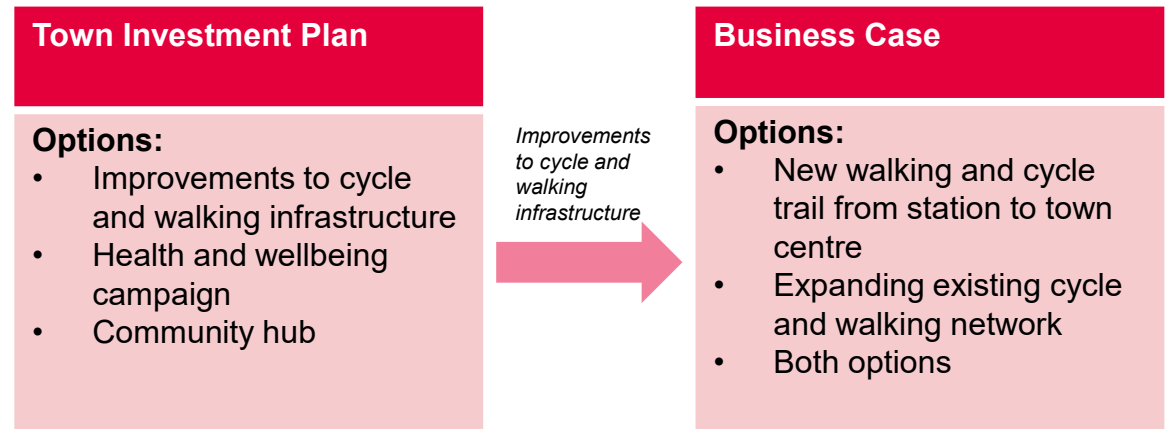 Town Investment Plan
Options:
• Improvements to cycle
and walking infrastructure
• Health and wellbeing
campaign
• Community hub
Improvements
to cycle and
walking
infrastructure
Business Case
Options:
• New walking and cycle
trail from station to town
centre
• Expanding existing cycle
and walking network
• Both options